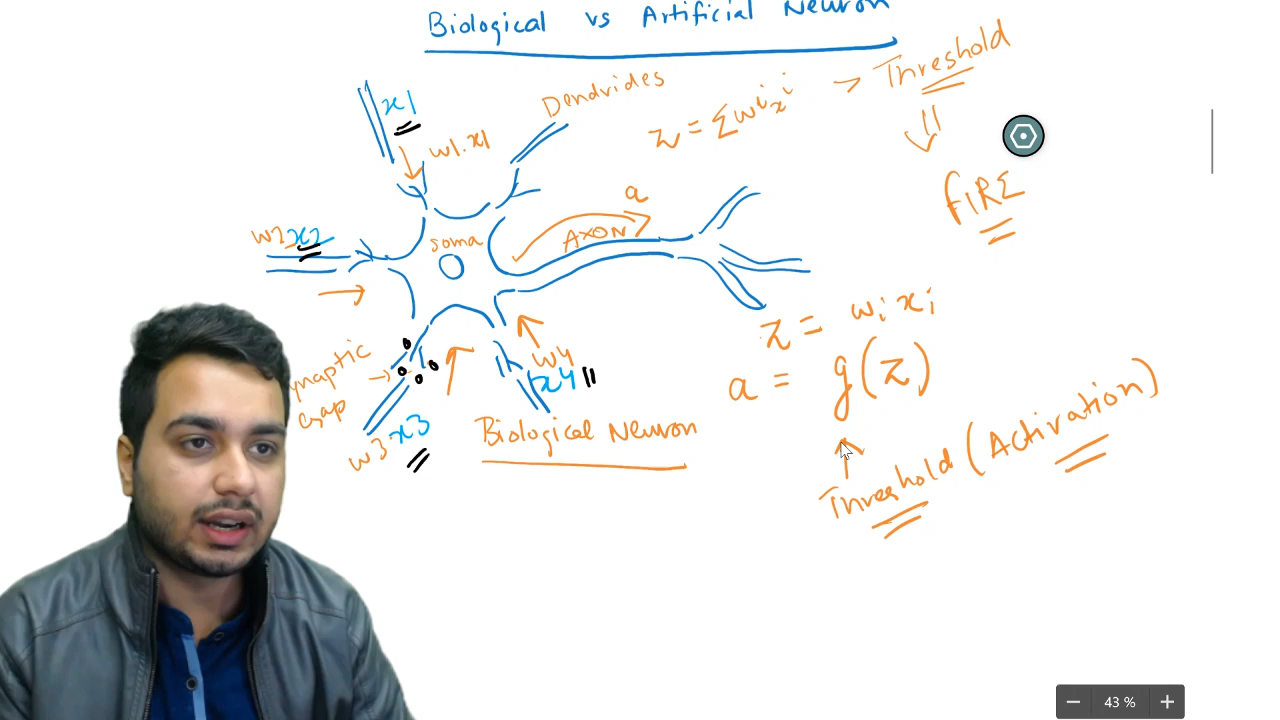 Biological vs Artificial Neuron
x1
w1.x1
Dendrides
z = Σwixi > Threshold
FIRE
w2x2
soma
a
AXON
z = wixi
a = g(z)
Threshold (Activation)
ynaptic
Gap
w3x3
w4
x4
Biological Neuron
43 %